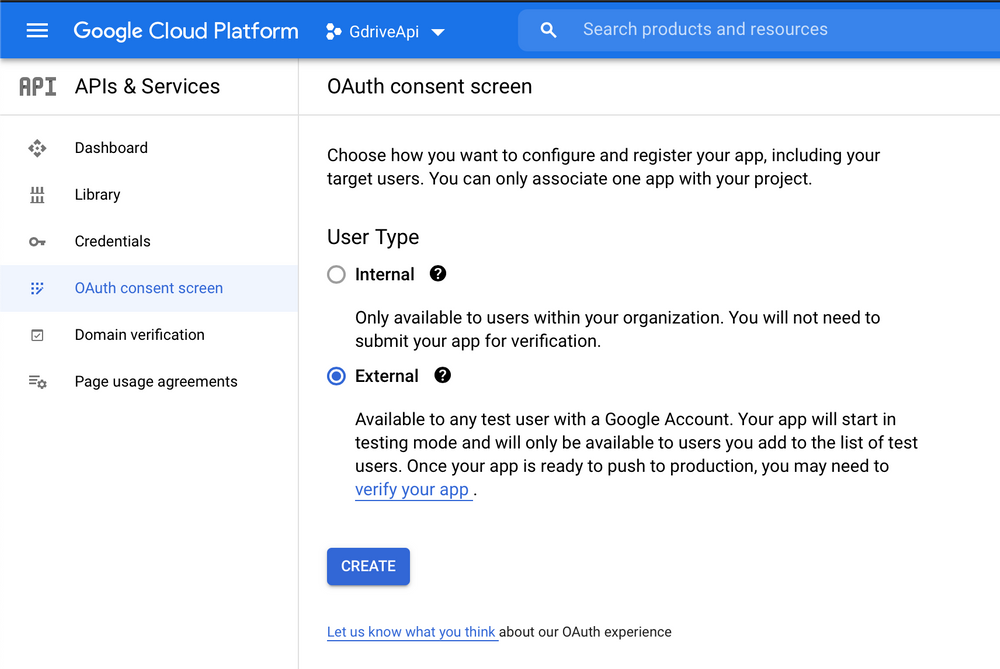 Google Cloud Platform
GdriveApi
Search products and resources
API
APIs & Services
OAuth consent screen
Dashboard
Library
Credentials
OAuth consent screen
Domain verification
Page usage agreements
Choose how you want to configure and register your app, including your
target users. You can only associate one app with your project.
User Type
Internal ?
Only available to users within your organization. You will not need to
submit your app for verification.
External ?
Available to any test user with a Google Account. Your app will start in
testing mode and will only be available to users you add to the list of test
users. Once your app is ready to push to production, you may need to
verify your app .
CREATE
Let us know what you think about our OAuth experience